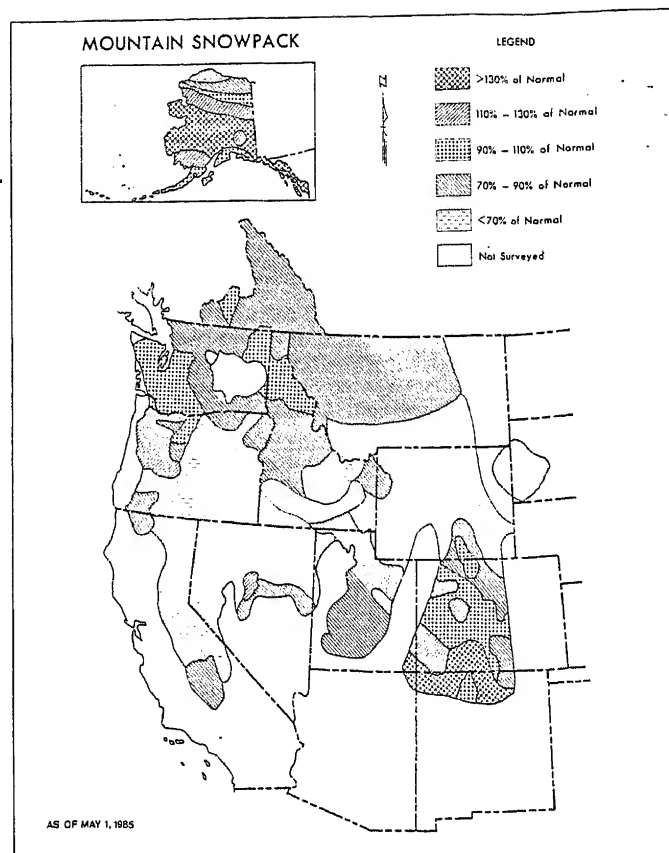 MOUNTAIN SNOWPACK
LEGEND
>130% of Normal
110% - 130% of Normal
90% - 110% of Normal
70% - 90% of Normal
<70% of Normal
Not Surveyed
N
AS OF MAY 1, 1985